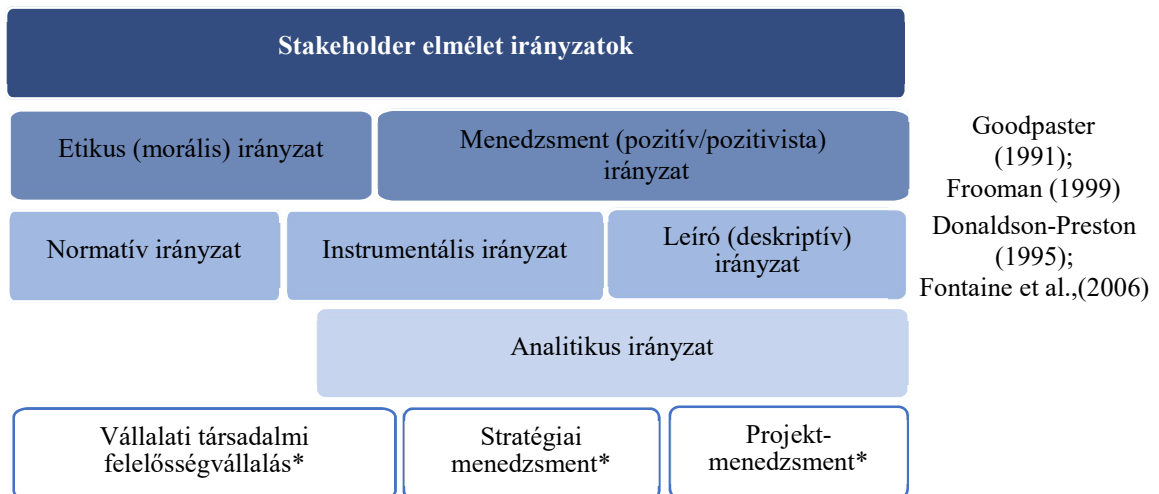 Stakeholder elmélet irányzatok
Etikus (morális) irányzat
Menedzsment (pozitív/pozitivista)
irányzat
Goodpaster
(1991);
Frooman (1999)
Normatív irányzat
Instrumentális irányzat
Leíró (deskriptív)
irányzat
Donaldson-Preston
(1995);
Fontaine et al.,(2006)
Analitikus irányzat
Vállalati társadalmi
felelősségvállalás*
Stratégiai
menedzsment*
Projekt-
menedzsment*